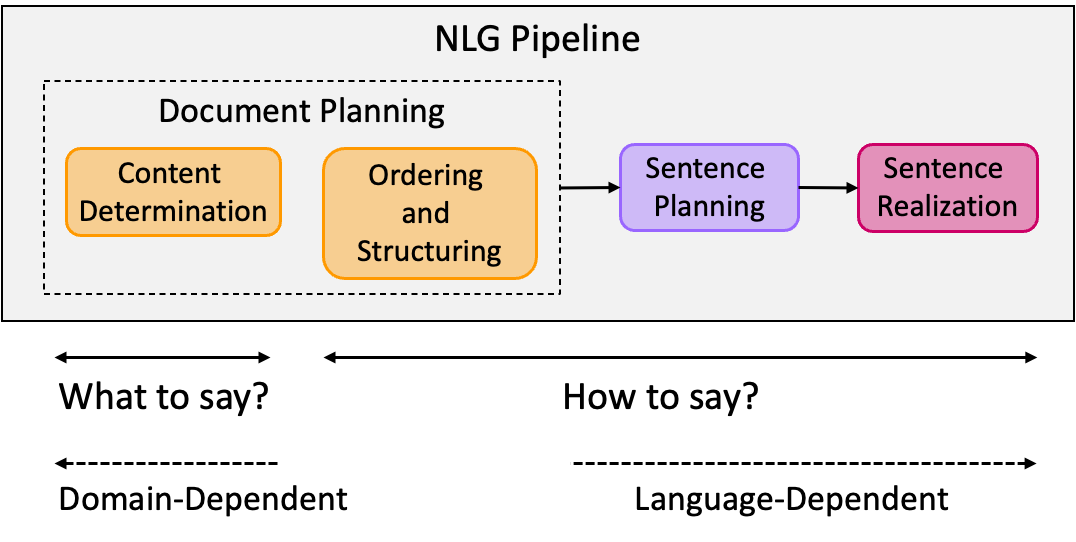 NLG Pipeline
Document Planning
Content
Determination
Ordering
and
Structuring
Sentence
Planning
Sentence
Realization
What to say?
How to say?
Domain-Dependent
Language-Dependent